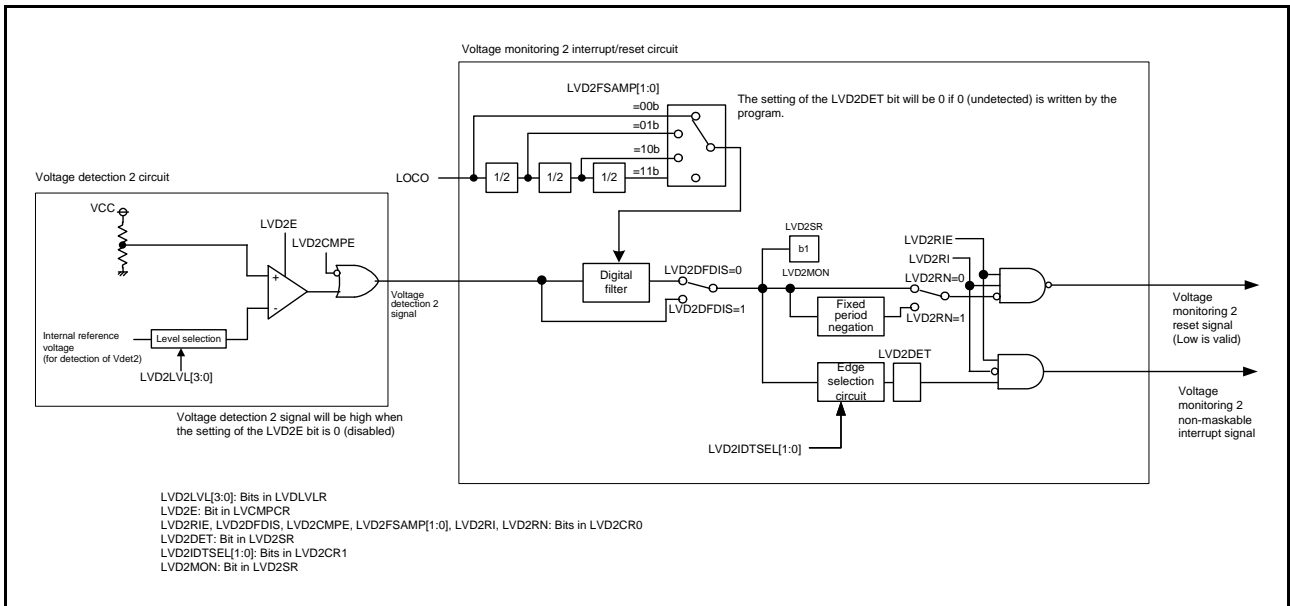 Voltage monitoring 2 interrupt/reset circuit
LVD2FSAMP[1:0]
=00b
=01b
=10b
=11b
The setting of the LVD2DET bit will be 0 if 0 (undetected) is written by the
program.
LOCO
1/2
1/2
1/2
Voltage detection 2 circuit
VCC
LVD2E
LVD2CMPE
+
-
Internal reference
voltage
(for detection of Vdet2)
Level selection
LVD2LVL[3:0]
Voltage
detection 2
signal
Voltage detection 2 signal will be high when
the setting of the LVD2E bit is 0 (disabled)
Digital
filter
LVD2DFDIS=0
LVD2DFDIS=1
LVD2SR
b1
LVD2MON
Fixed
period
negation
LVD2RIE
LVD2RI
LVD2RN=0
LVD2RN=1
LVD2DET
Edge
selection
circuit
LVD2IDTSEL[1:0]
Voltage
monitoring 2
reset signal
(Low is valid)
Voltage
monitoring 2
non-maskable
interrupt signal
LVD2LVL[3:0]: Bits in LVDLVLR
LVD2E: Bit in LVCMPCR
LVD2RIE, LVD2DFDIS, LVD2CMPE, LVD2FSAMP[1:0], LVD2RI, LVD2RN: Bits in LVD2CR0
LVD2DET: Bit in LVD2SR
LVD2IDTSEL[1:0]: Bits in LVD2CR1
LVD2MON: Bit in LVD2SR